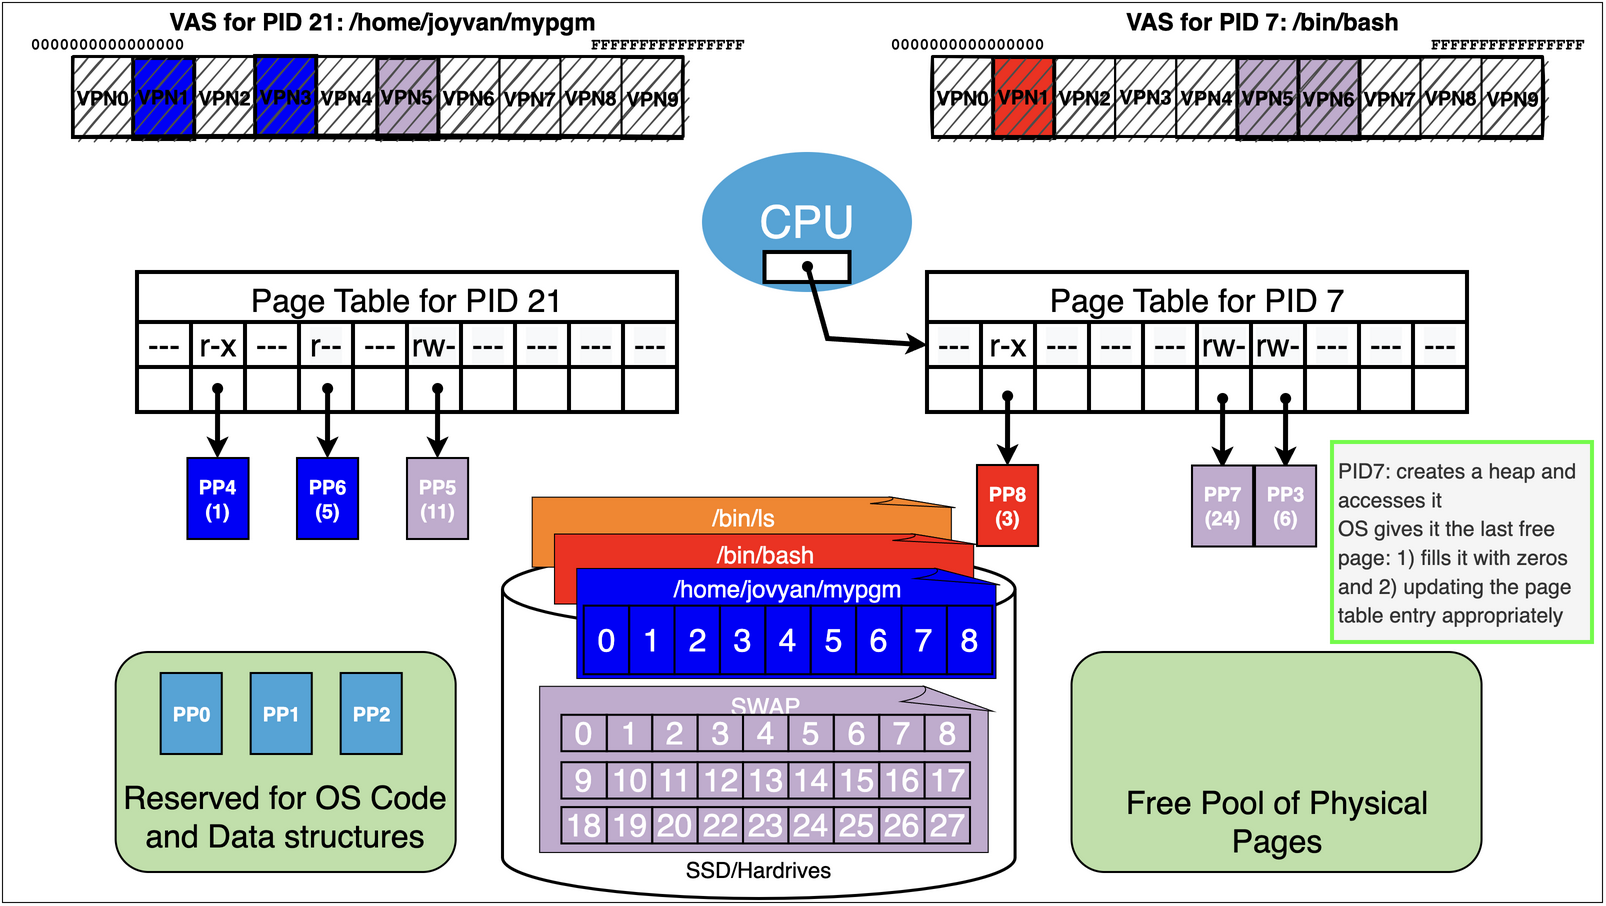 VAS for PID 21: /home/joyvan/mypgm
0000000000000000
FFFFFFFFFFFFFFFF
VPN0 VPN1 VPN2 VPN3 VPN4 VPN5 VPN6 VPN7 VPN8 VPN9
VAS for PID 7: /bin/bash
0000000000000000
FFFFFFFFFFFFFFFF
VPN0 VPN1 VPN2 VPN3 VPN4 VPN5 VPN6 VPN7 VPN8 VPN9
CPU
Page Table for PID 21
--- r-x --- r-- --- rw- --- --- --- ---
PP4
(1)
PP6
(5)
PP5
(11)
Page Table for PID 7
--- r-x --- --- --- rw- rw- --- --- ---
PP8
(3)
PP7
(24)
PP3
(6)
PID7: creates a heap and
accesses it
OS gives it the last free
page: 1) fills it with zeros
and 2) updating the page
table entry appropriately
/bin/ls
/bin/bash
/home/jovyan/mypgm
0 1 2 3 4 5 6 7 8
SWAP
0 1 2 3 4 5 6 7 8
9 10 11 12 13 14 15 16 17
18 19 20 22 23 24 25 26 27
SSD/Hardrives
PP0 PP1 PP2
Reserved for OS Code
and Data structures
Free Pool of Physical
Pages